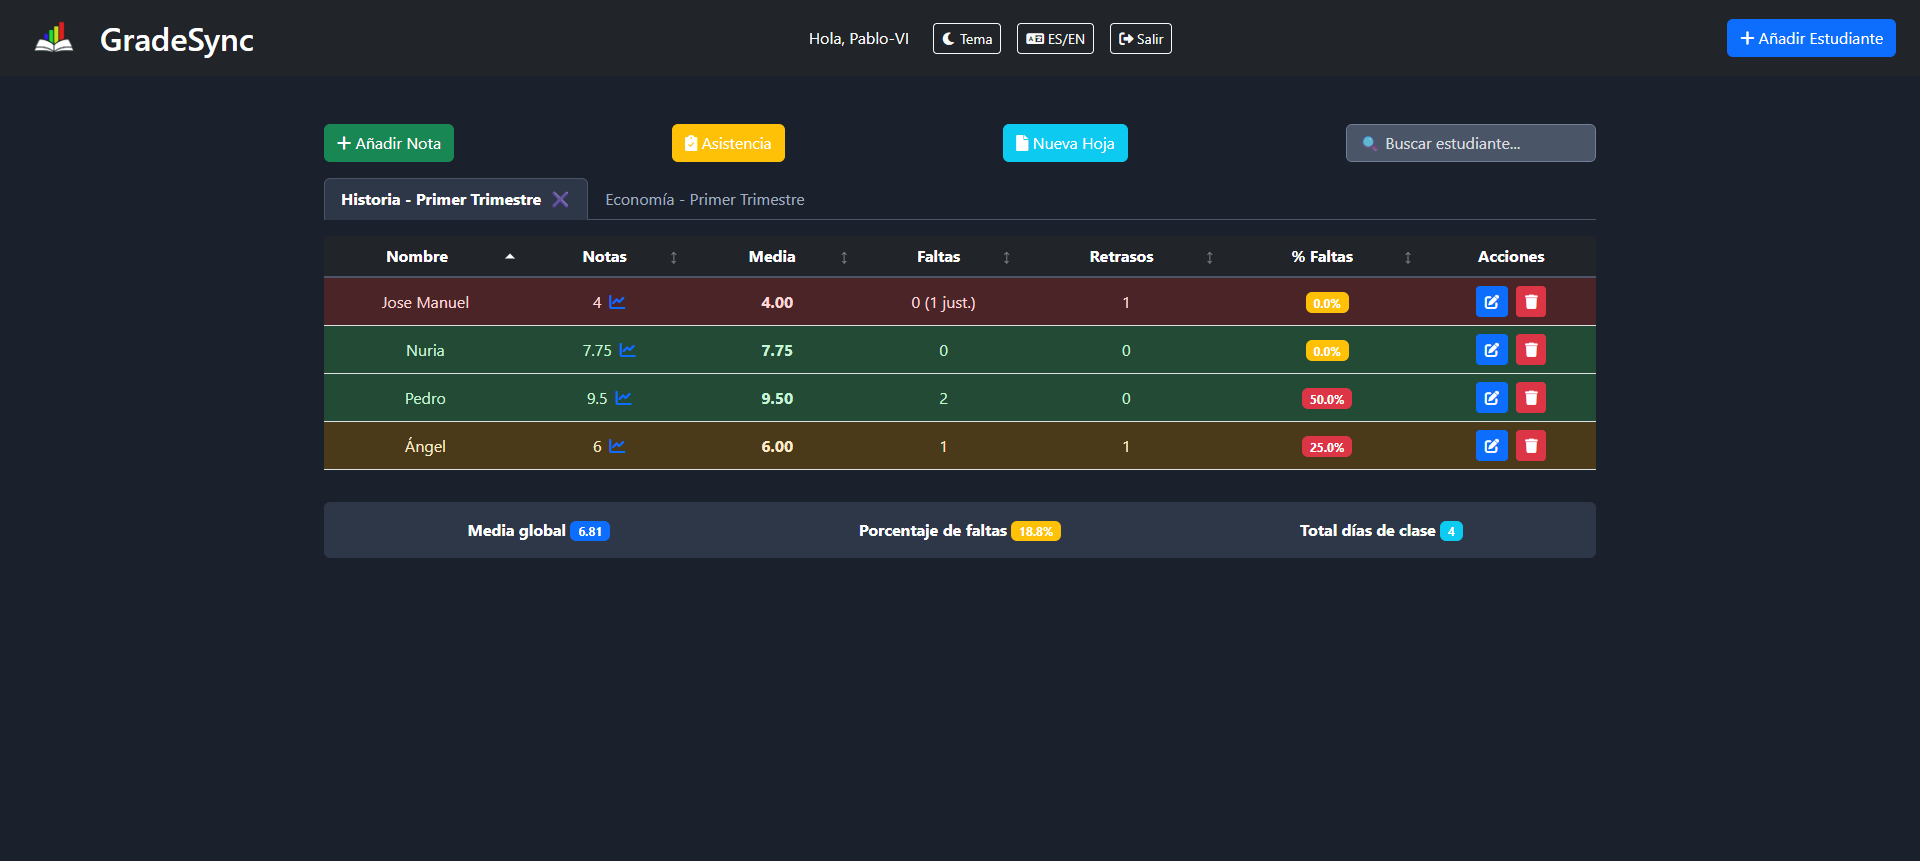 GradeSync
Hola, Pablo-VI
Tema
ES/EN
Salir
Añadir Estudiante
Añadir Nota
Asistencia
Nueva Hoja
Buscar estudiante...
Historia - Primer Trimestre
Economía - Primer Trimestre
Nombre Notas Media Faltas Retrasos % Faltas Acciones
Jose Manuel 4 4.00 0 (1 just.) 1 0.0%
Nuria 7.75 7.75 0 0 0.0%
Pedro 9.5 9.50 2 0 50.0%
Ángel 6 6.00 1 1 25.0%
Media global 6.81
Porcentaje de faltas 18.8%
Total días de clase 4